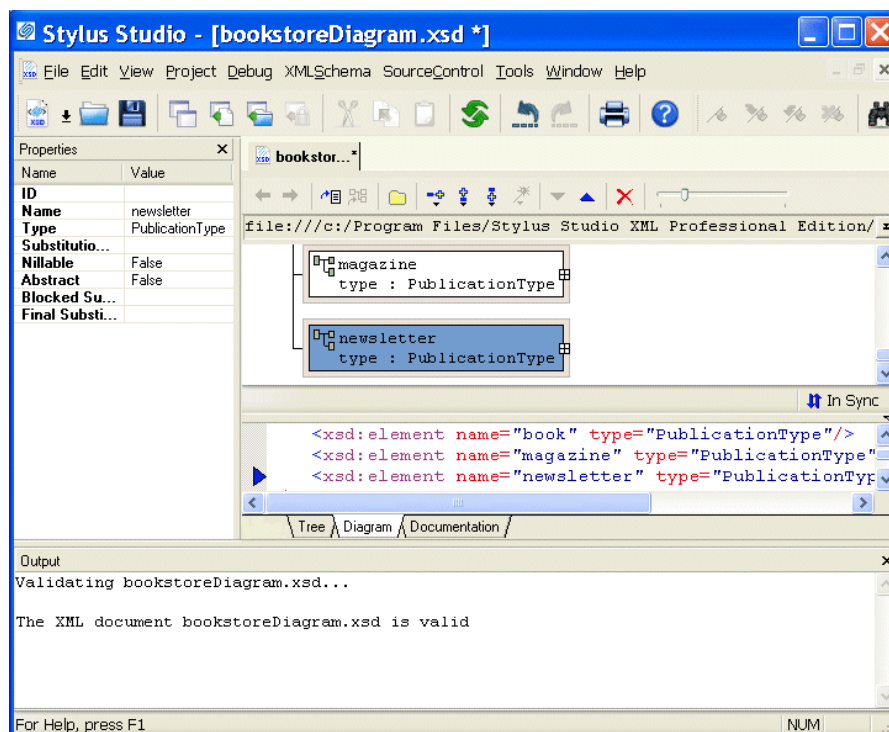 Stylus Studio - [bookstoreDiagram.xsd *]
File Edit View Project Debug XMLSchema SourceControl Tools Window Help
Properties
Name Value
ID
Name newsletter
Type PublicationType
Substitutio...
Nillable False
Abstract False
Blocked Su...
Final Substi...
bookstor...*
file:///c:/Program Files/Stylus Studio XML Professional Edition/
magazine
type : PublicationType
newsletter
type : PublicationType
In Sync
<xsd:element name="book" type="PublicationType"/>
<xsd:element name="magazine" type="PublicationType"
<xsd:element name="newsletter" type="PublicationTyp
Tree Diagram Documentation
Output
Validating bookstoreDiagram.xsd...
The XML document bookstoreDiagram.xsd is valid
For Help, press F1
NUM